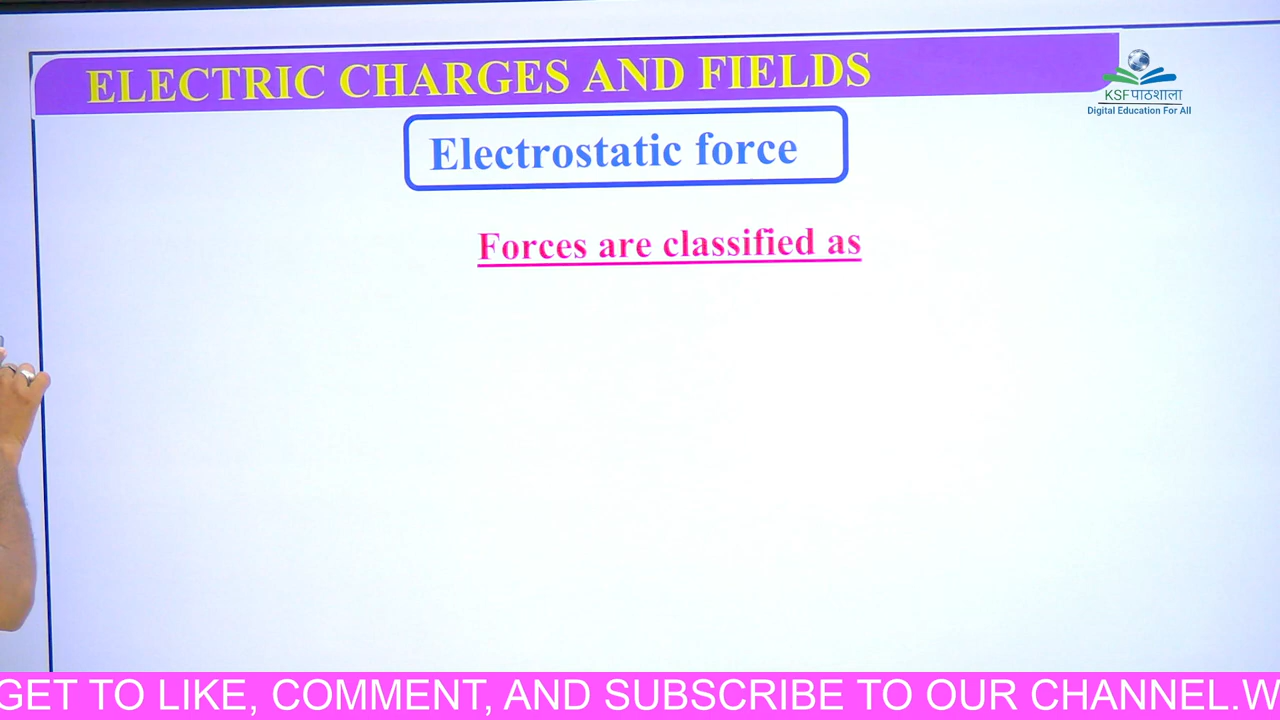 ELECTRIC CHARGES AND FIELDS
KSFपाठशाला
Digital Education For All
Electrostatic force
Forces are classified as
GET TO LIKE, COMMENT, AND SUBSCRIBE TO OUR CHANNEL.W